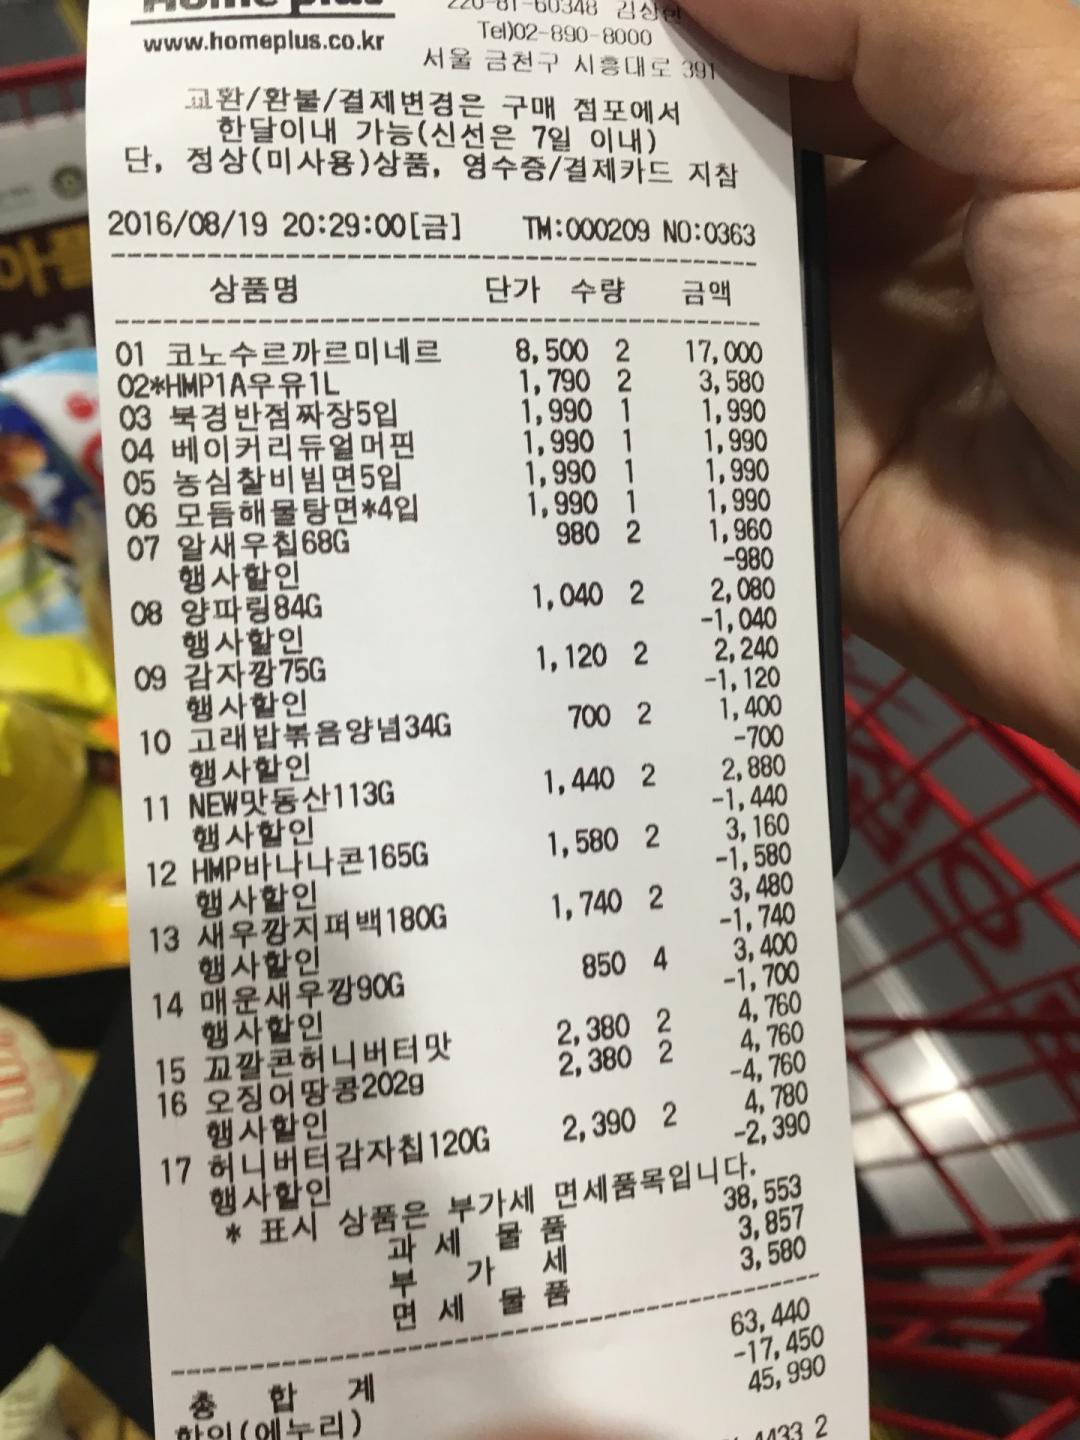 Homeplus
www.homeplus.co.kr
220-81-60348 김상현
Tel)02-890-8000
서울 금천구 시흥대로 391
교환/환불/결제변경은 구매 점포에서
한달이내 가능(신선은 7일 이내)
단, 정상(미사용)상품, 영수증/결제카드 지참
2016/08/19 20:29:00[금] TM:000209 NO:0363
상품명 단가 수량 금액
01 코노수르까르미네르 8,500 2 17,000
02*HMP1A우유1L 1,790 2 3,580
03 북경반점짜장5입 1,990 1 1,990
04 베이커리듀얼머핀 1,990 1 1,990
05 농심찰비빔면5입 1,990 1 1,990
06 모듬해물탕면*4입 1,990 1 1,990
07 알새우칩68G 980 2 1,960
행사할인 -980
08 양파링84G 1,040 2 2,080
행사할인 -1,040
09 감자깡75G 1,120 2 2,240
행사할인 -1,120
10 고래밥볶음양념34G 700 2 1,400
행사할인 -700
11 NEW맛동산113G 1,440 2 2,880
행사할인 -1,440
12 HMP바나나콘165G 1,580 2 3,160
행사할인 -1,580
13 새우깡지퍼백180G 1,740 2 3,480
행사할인 -1,740
14 매운새우깡90G 850 4 3,400
행사할인 -1,700
15 꼬깔콘허니버터맛 2,380 2 4,760
16 오징어땅콩202g 2,380 2 4,760
행사할인 -4,760
17 허니버터감자칩120G 2,390 2 4,780
행사할인 -2,390
* 표시 상품은 부가세 면세품목입니다.
과 세 물 품 38,553
부 가 세 3,857
면 세 물 품 3,580
총 합 계 63,440
할인(에누리) -17,450
45,990
4433 2